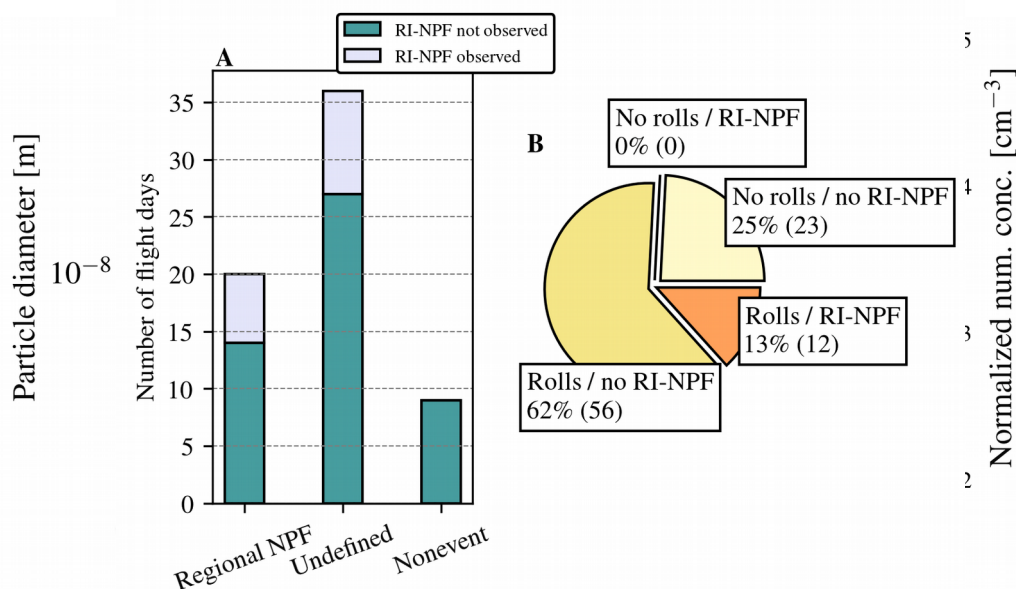 Particle diameter [m]
10⁻⁸
A
RI-NPF not observed
RI-NPF observed
Number of flight days
35
30
25
20
15
10
5
0
Regional NPF
Undefined
Nonevent
B
No rolls / RI-NPF
0% (0)
No rolls / no RI-NPF
25% (23)
Rolls / RI-NPF
13% (12)
Rolls / no RI-NPF
62% (56)
5
4
3
2
Normalized num. conc. [cm⁻³]